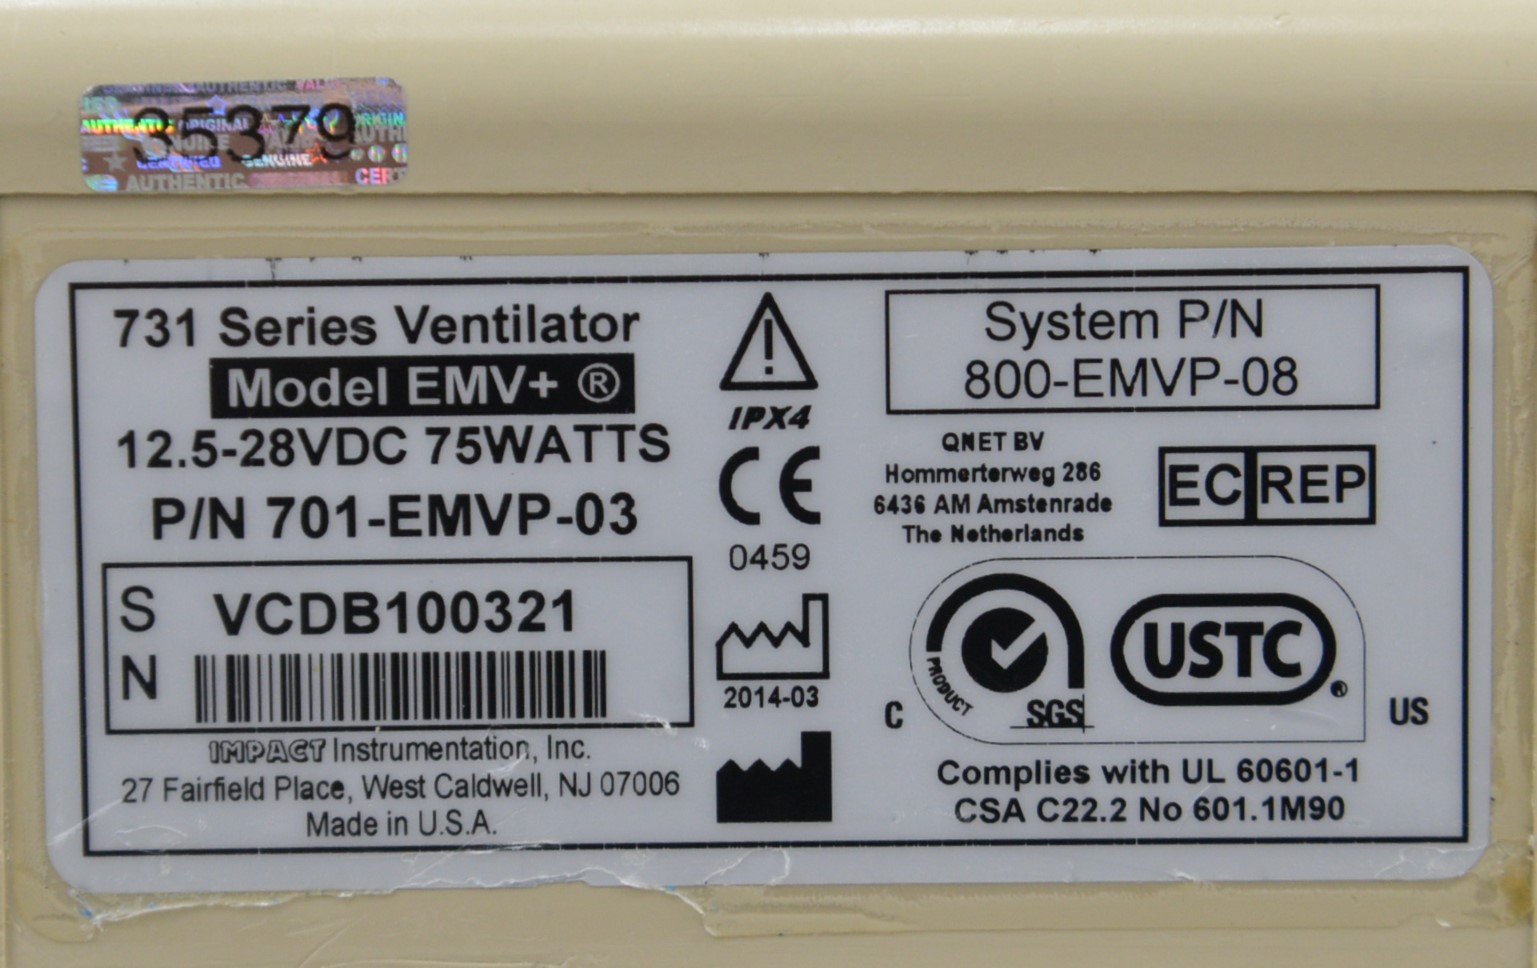 35379
731 Series Ventilator
Model EMV+ ®
12.5-28VDC 75WATTS
P/N 701-EMVP-03
S N
VCDB100321
IMPACT Instrumentation, Inc.
27 Fairfield Place, West Caldwell, NJ 07006
Made in U.S.A.
IPX4
CE
0459
2014-03
System P/N
800-EMVP-08
QNET BV
Hommerterweg 286
6436 AM Amstenrade
The Netherlands
EC REP
PRODUCT
SGS
USTC ®
C US
Complies with UL 60601-1
CSA C22.2 No 601.1M90